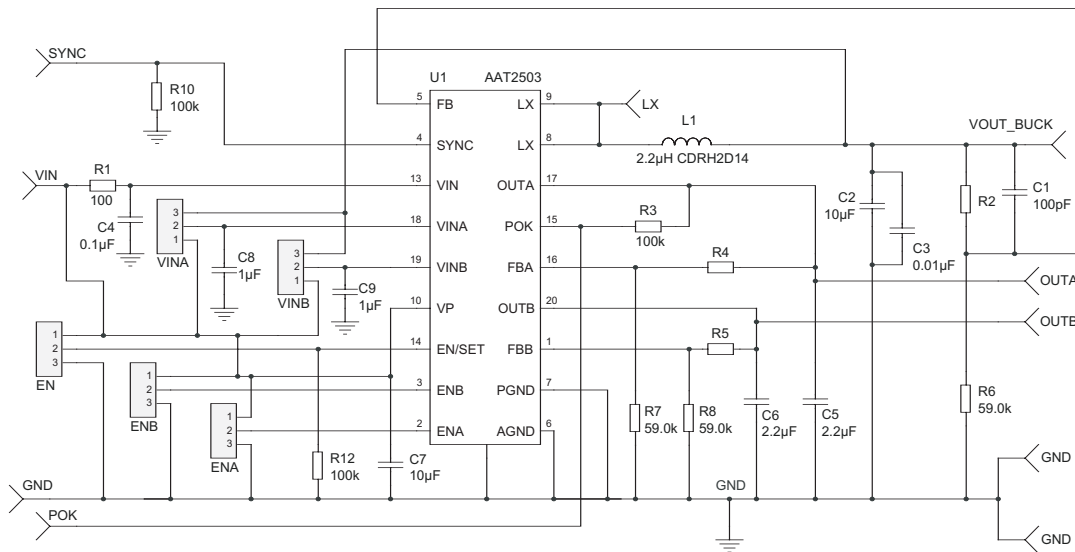 SYNC
R10
100k
U1
AAT2503
5
FB
LX
9
LX
L1
2.2µH CDRH2D14
VOUT_BUCK
4
SYNC
LX
8
VIN
R1
100
13
VIN
OUTA
17
C4
0.1µF
3
2
1
VINA
18
VINA
POK
15
R3
100k
C2
10µF
C3
0.01µF
R2
C1
100pF
C8
1µF
3
2
1
VINB
19
VINB
FBA
16
R4
C9
1µF
10
VP
OUTB
20
OUTA
OUTB
1
2
3
EN
14
EN/SET
FBB
1
R5
1
2
3
ENB
3
ENB
PGND
7
R7
59.0k
R8
59.0k
C6
2.2µF
C5
2.2µF
R6
59.0k
1
2
3
ENA
2
ENA
AGND
6
R12
100k
C7
10µF
GND
GND
GND
POK
GND